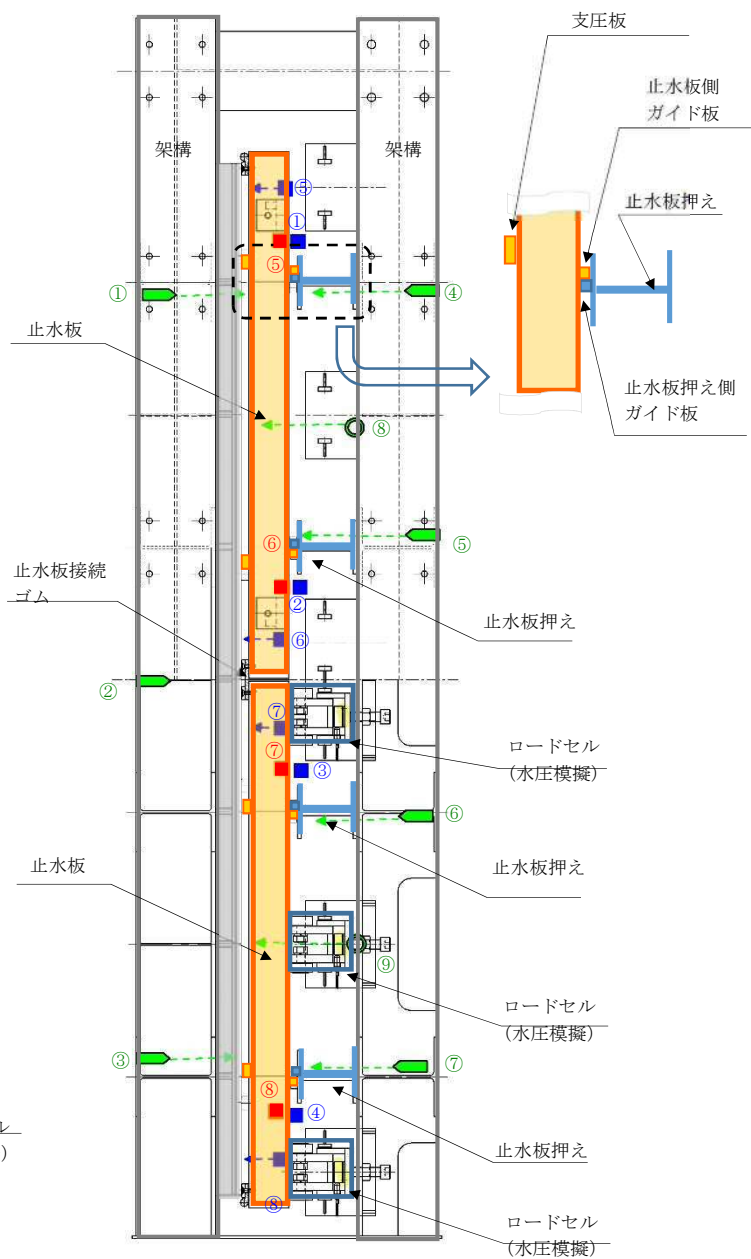 支圧板
止水板側
ガイド板
止水板押え
架構
架構
⑤
①
⑤
①
④
止水板
止水板押え側
ガイド板
⑧
⑥
⑤
止水板接続
ゴム
②
止水板押え
⑥
②
⑦
ロードセル
(水圧模擬)
⑦
③
⑥
止水板
止水板押え
⑨
ロードセル
(水圧模擬)
③
⑦
⑧
④
ル
)
止水板押え
⑧
ロードセル
(水圧模擬)